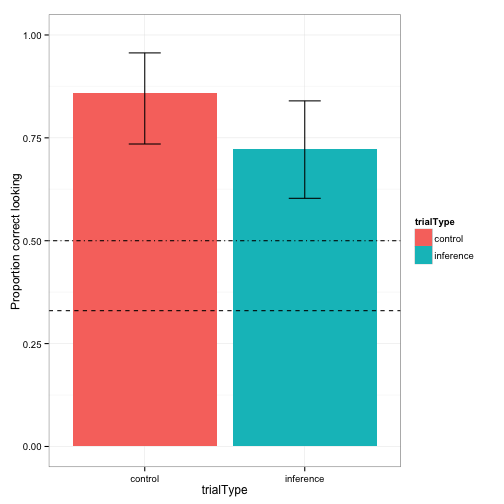 1.00
0.75
0.50
0.25
0.00
Proportion correct looking
control
inference
trialType
trialType
control
inference